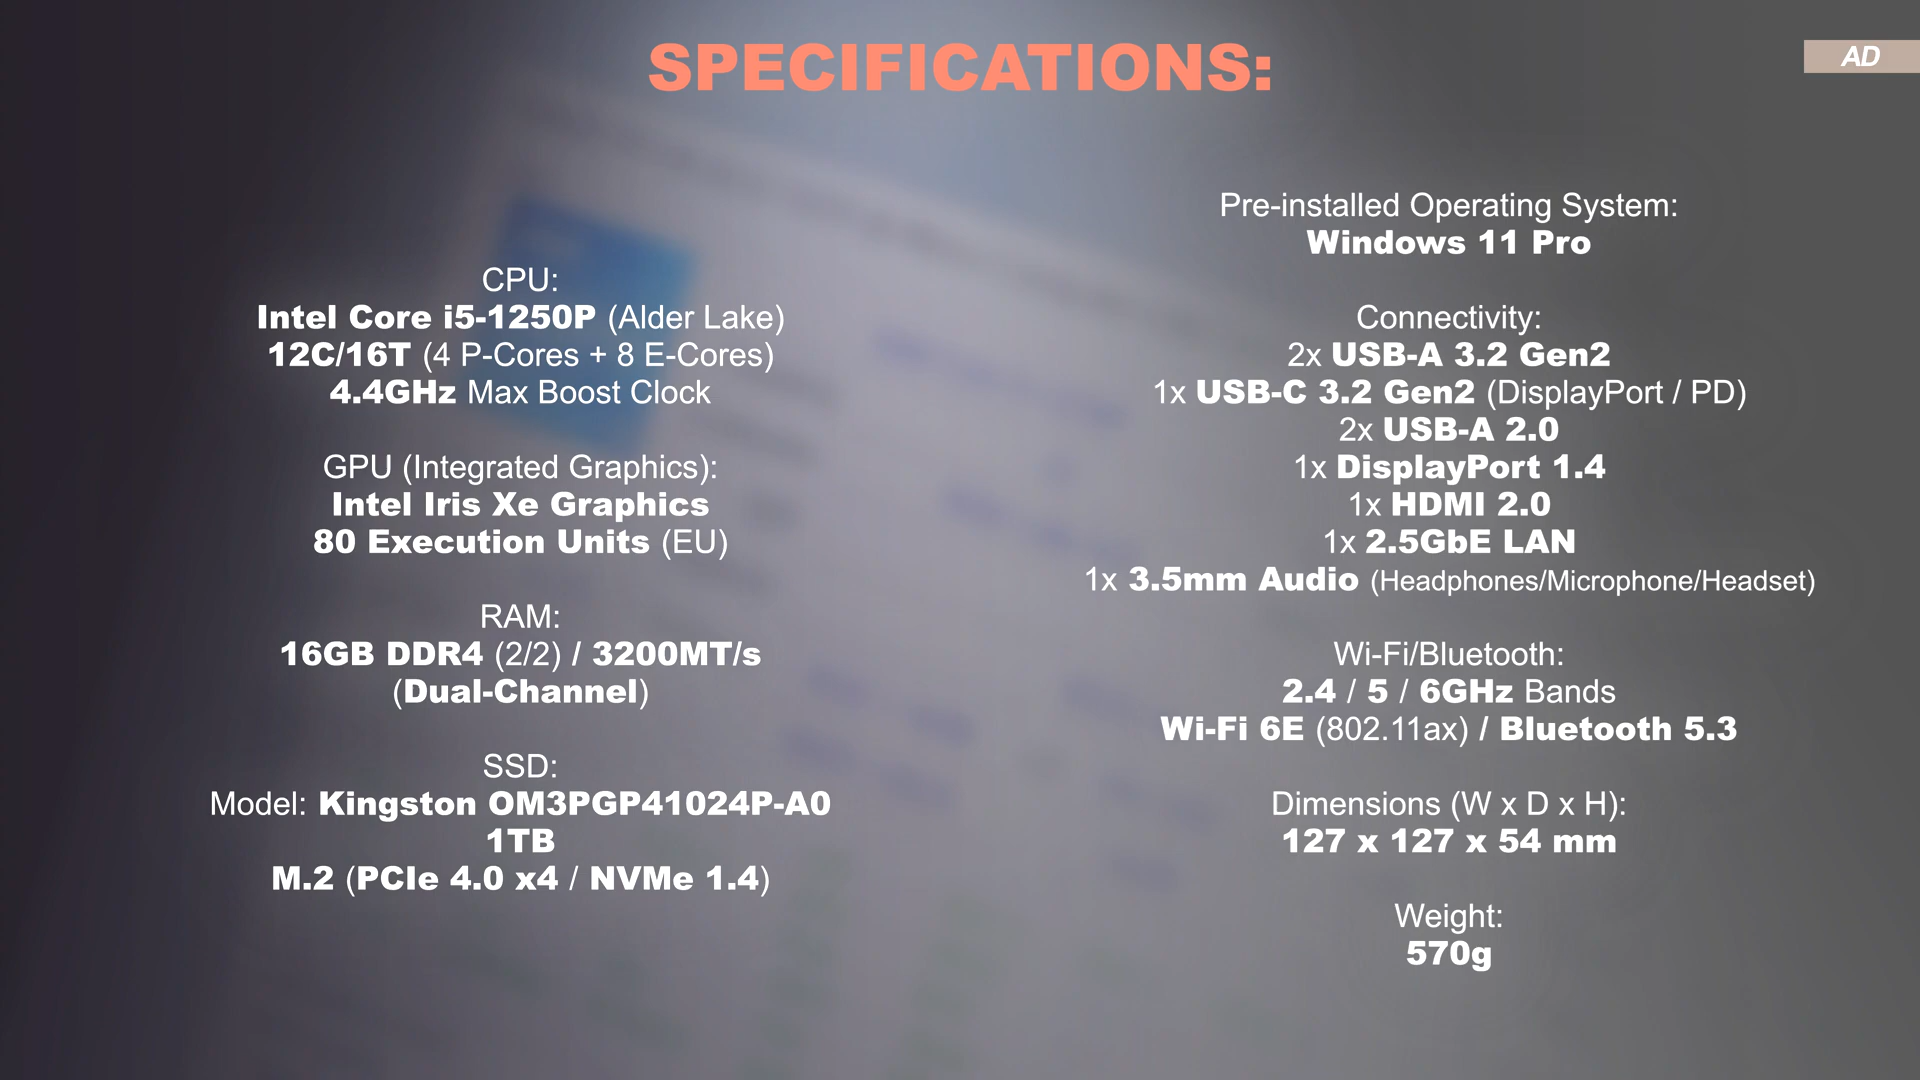 SPECIFICATIONS:
AD
CPU:
Intel Core i5-1250P (Alder Lake)
12C/16T (4 P-Cores + 8 E-Cores)
4.4GHz Max Boost Clock
GPU (Integrated Graphics):
Intel Iris Xe Graphics
80 Execution Units (EU)
RAM:
16GB DDR4 (2/2) / 3200MT/s
(Dual-Channel)
SSD:
Model: Kingston OM3PGP41024P-A0
1TB
M.2 (PCIe 4.0 x4 / NVMe 1.4)
Pre-installed Operating System:
Windows 11 Pro
Connectivity:
2x USB-A 3.2 Gen2
1x USB-C 3.2 Gen2 (DisplayPort / PD)
2x USB-A 2.0
1x DisplayPort 1.4
1x HDMI 2.0
1x 2.5GbE LAN
1x 3.5mm Audio (Headphones/Microphone/Headset)
Wi-Fi/Bluetooth:
2.4 / 5 / 6GHz Bands
Wi-Fi 6E (802.11ax) / Bluetooth 5.3
Dimensions (W x D x H):
127 x 127 x 54 mm
Weight:
570g